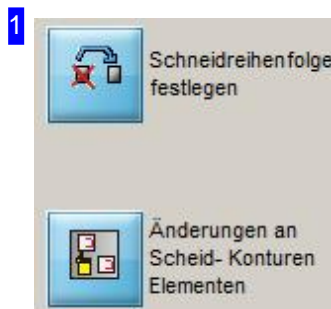 1
Schneidreihenfolge
festlegen
Änderungen an
Scheid- Konturen
Elementen